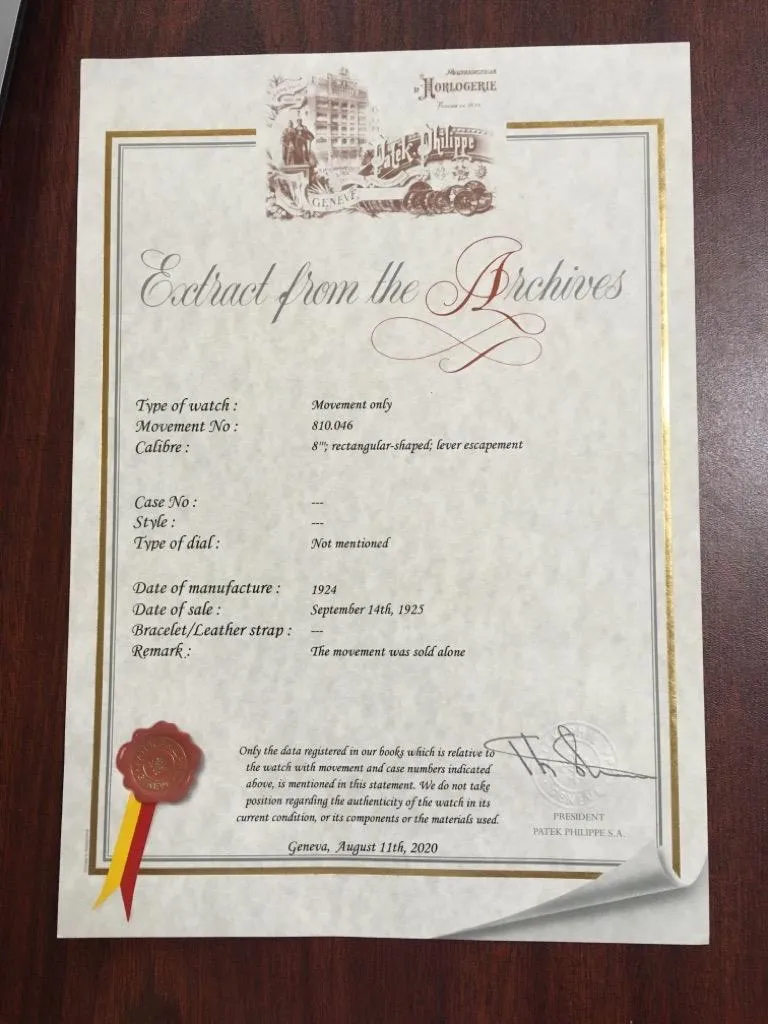 HORLOGERIE
Patek. Philippe
GENÈVE
Extract from the Archives
Type of watch : Movement only
Movement No : 810.046
Calibre : 8'''; rectangular-shaped; lever escapement
Case No : ---
Style : ---
Type of dial : Not mentioned
Date of manufacture : 1924
Date of sale : September 14th, 1925
Bracelet/Leather strap : ---
Remark : The movement was sold alone
Only the data registered in our books which is relative to
the watch with movement and case numbers indicated
above, is mentioned in this statement. We do not take
position regarding the authenticity of the watch in its
current condition, or its components or the materials used.
Geneva, August 11th, 2020
PRESIDENT
PATEK PHILIPPE S.A.